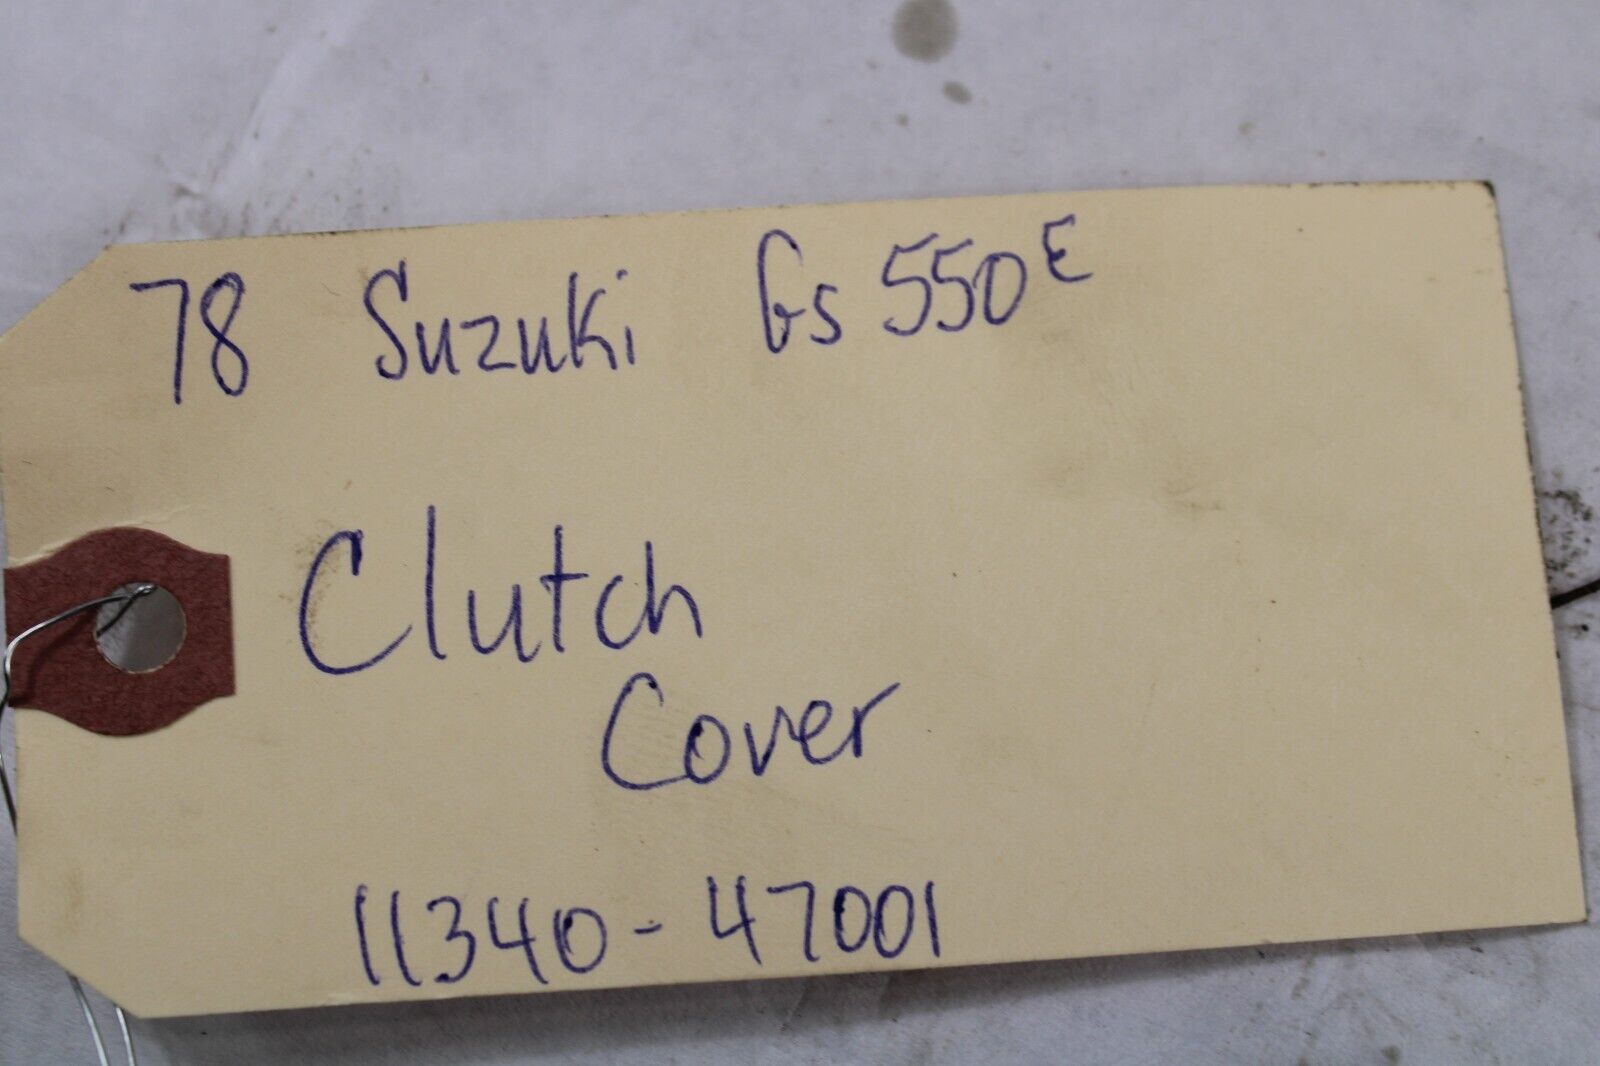 78 Suzuki Gs 550E
Clutch
Cover
11340-47001